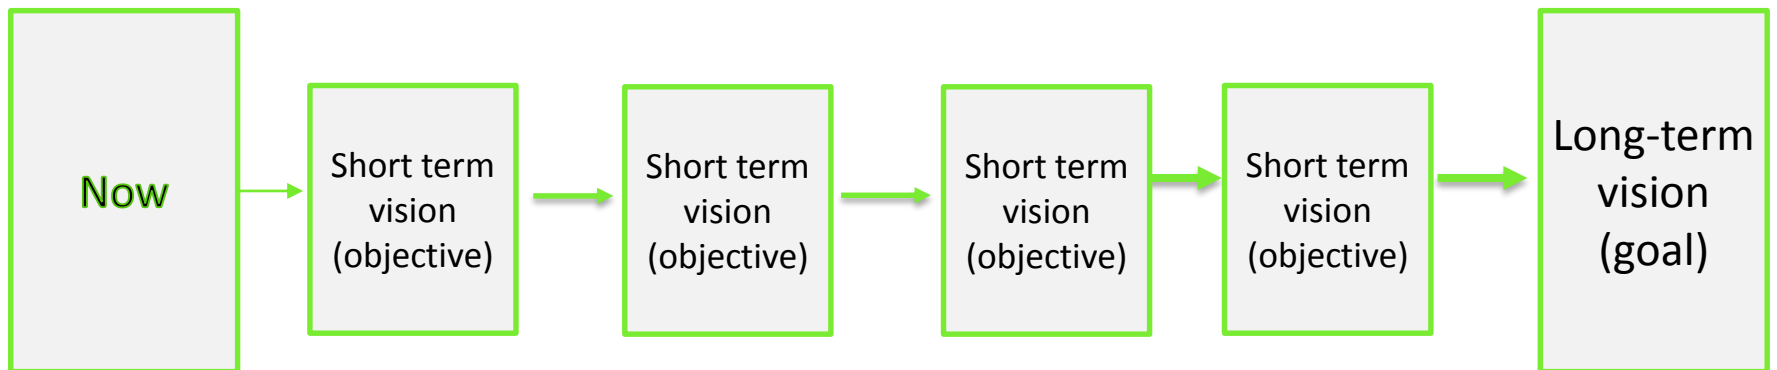 Now
Short term
vision
(objective)
Short term
vision
(objective)
Short term
vision
(objective)
Short term
vision
(objective)
Long-term
vision
(goal)